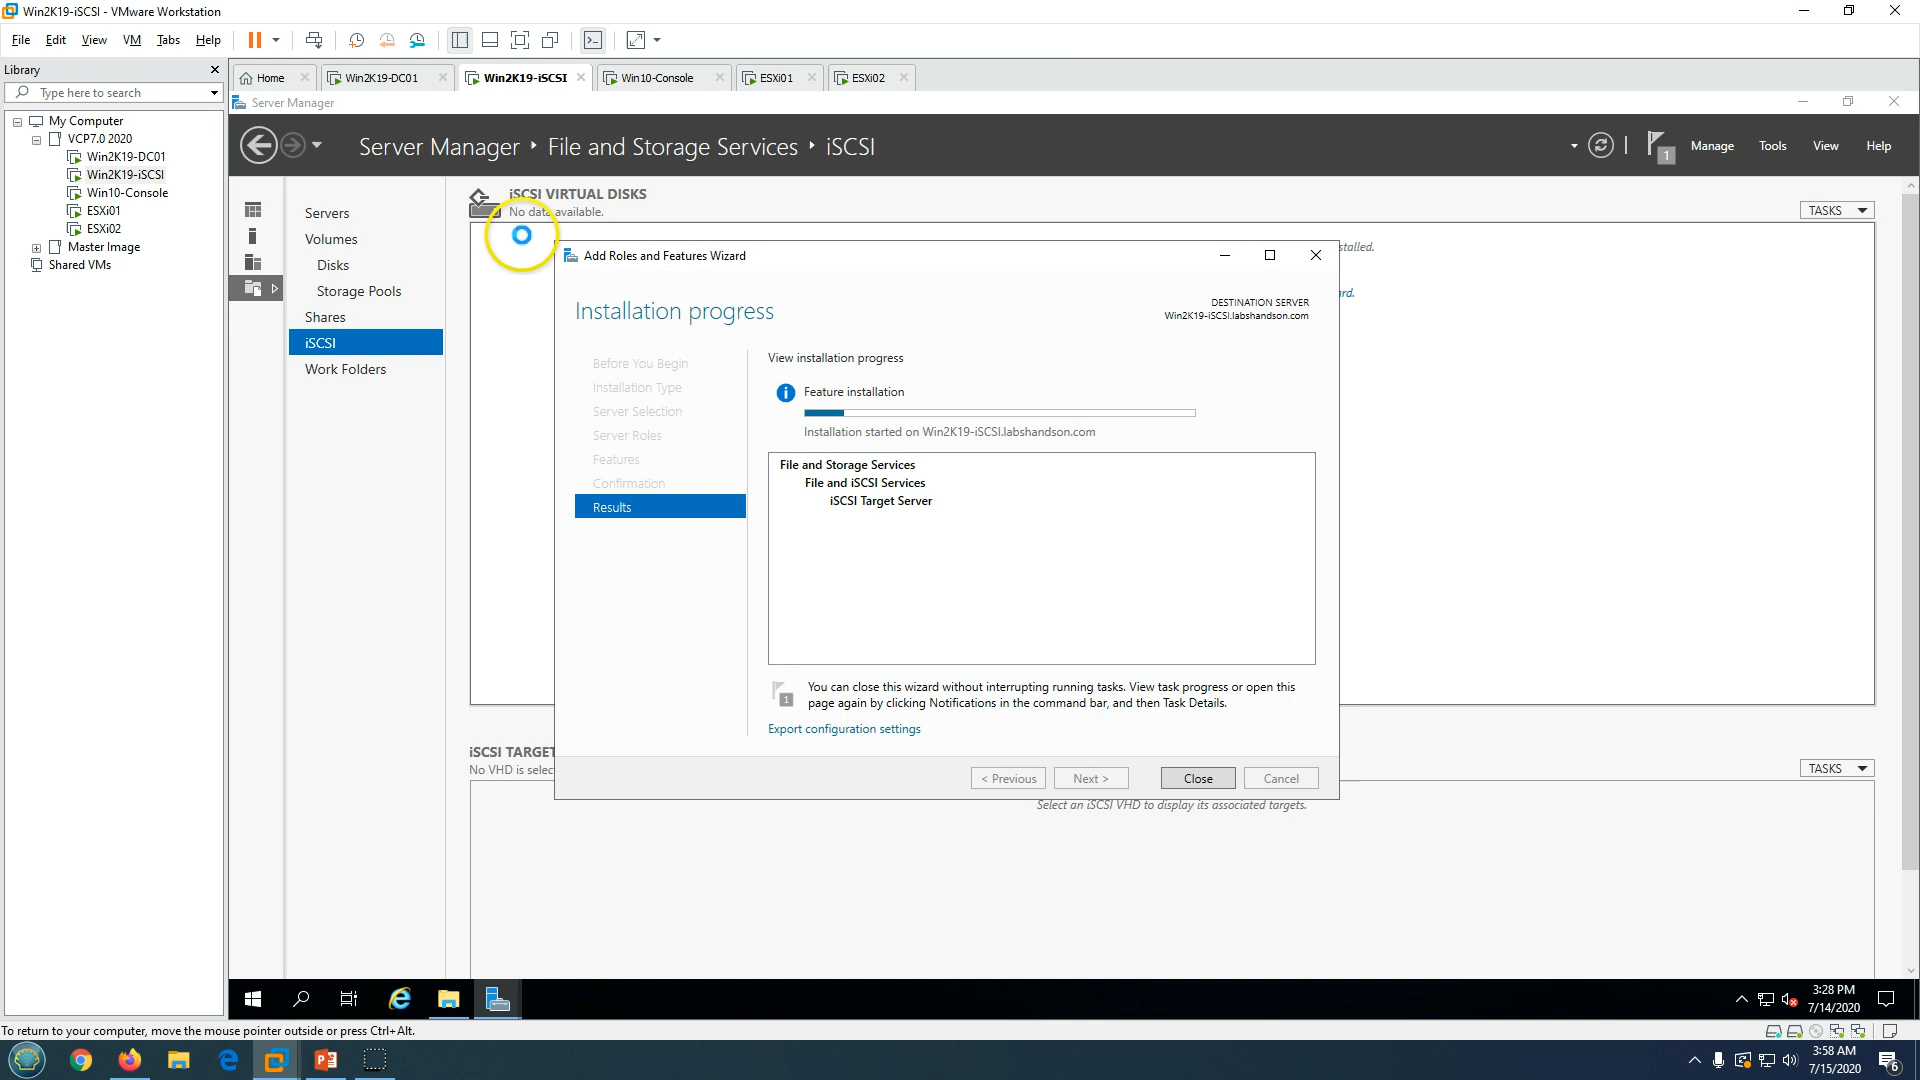 Win2K19-iSCSI - VMware Workstation
File Edit View VM Tabs Help
Library
Type here to search
My Computer
VCP7.0 2020
Win2K19-DC01
Win2K19-iSCSI
Win10-Console
ESXi01
ESXi02
Master Image
Shared VMs
Home Win2K19-DC01 Win2K19-iSCSI Win10-Console ESXi01 ESXi02
Server Manager
Server Manager File and Storage Services iSCSI
1 Manage Tools View Help
Servers
Volumes
Disks
Storage Pools
Shares
iSCSI
Work Folders
iSCSI VIRTUAL DISKS
No data available.
TASKS
stalled.
rd.
Add Roles and Features Wizard
Installation progress
DESTINATION SERVER
Win2K19-iSCSI.labshandson.com
Before You Begin
Installation Type
Server Selection
Server Roles
Features
Confirmation
Results
View installation progress
Feature installation
Installation started on Win2K19-iSCSI.labshandson.com
File and Storage Services
File and iSCSI Services
iSCSI Target Server
1
You can close this wizard without interrupting running tasks. View task progress or open this
page again by clicking Notifications in the command bar, and then Task Details.
Export configuration settings
< Previous Next > Close Cancel
iSCSI TARGET
No VHD is selec
TASKS
Select an iSCSI VHD to display its associated targets.
3:28 PM
7/14/2020
To return to your computer, move the mouse pointer outside or press Ctrl+Alt.
3:58 AM
7/15/2020
6